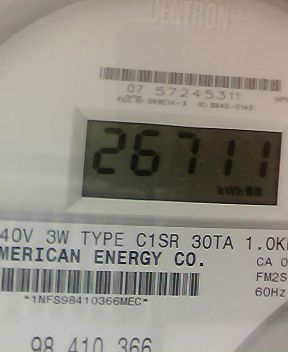 CENTRON®
07 57245311
26711
kWh
40V 3W TYPE C1SR 30TA 1.0K
MERICAN ENERGY CO.
CA 0
FM2S
60Hz
*1NFS98410366MEC*
98 410 366